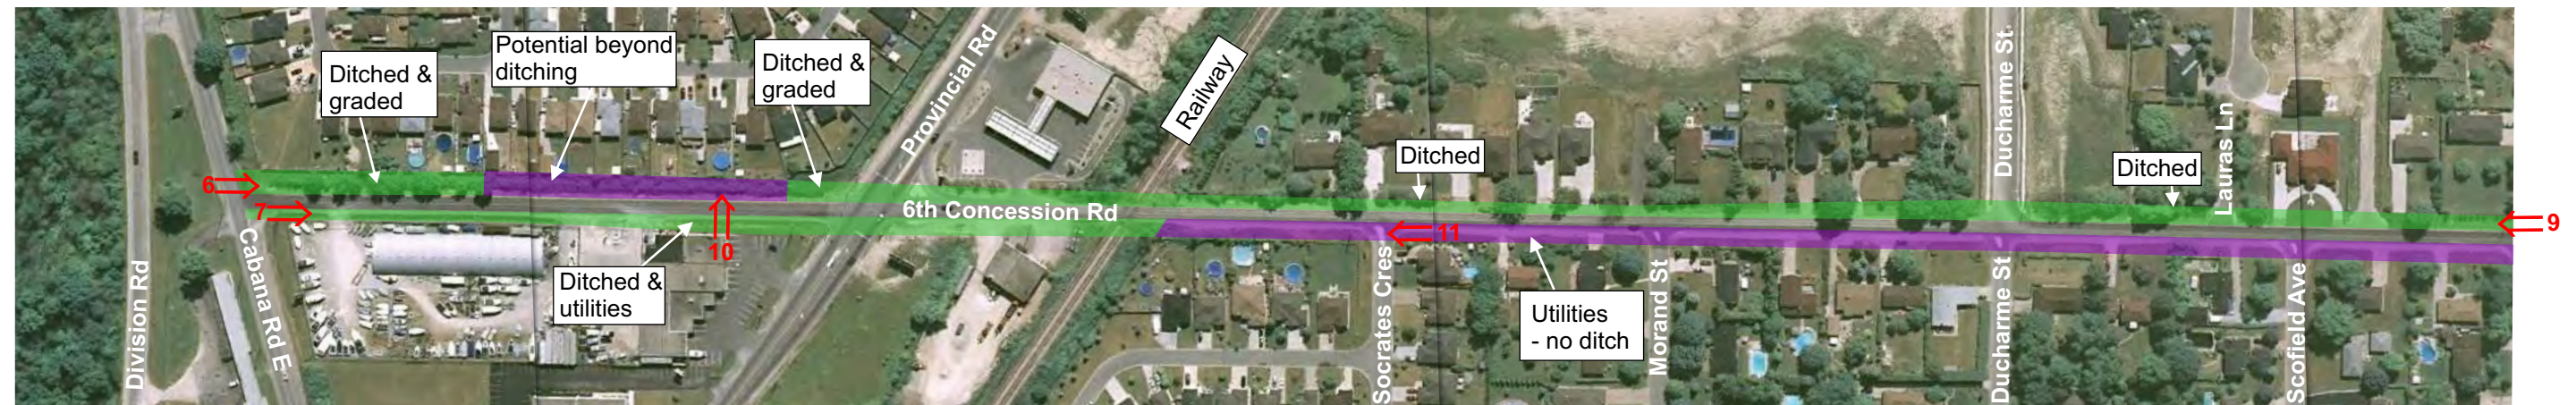 Ditched &
graded
Potential beyond
ditching
Ditched &
graded
Provincial Rd
Railway
Ditched
Ducharme St.
Lauras Ln
Ditched
6
7
10
6th Concession Rd
11
9
Division Rd
Cabana Rd E
Ditched &
utilities
Socrates Cres
Utilities
- no ditch
Morand St
Ducharme St
Scofield Ave